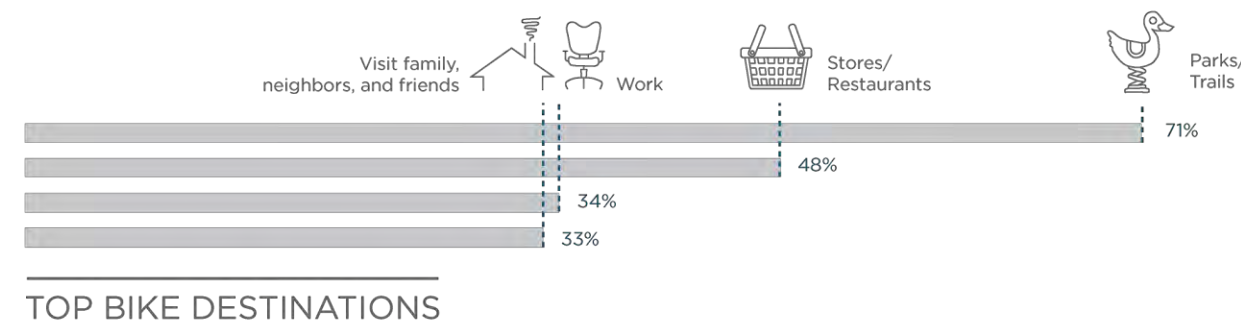 Visit family,
neighbors, and friends
Work
Stores/
Restaurants
Parks/
Trails
71%
48%
34%
33%
TOP BIKE DESTINATIONS